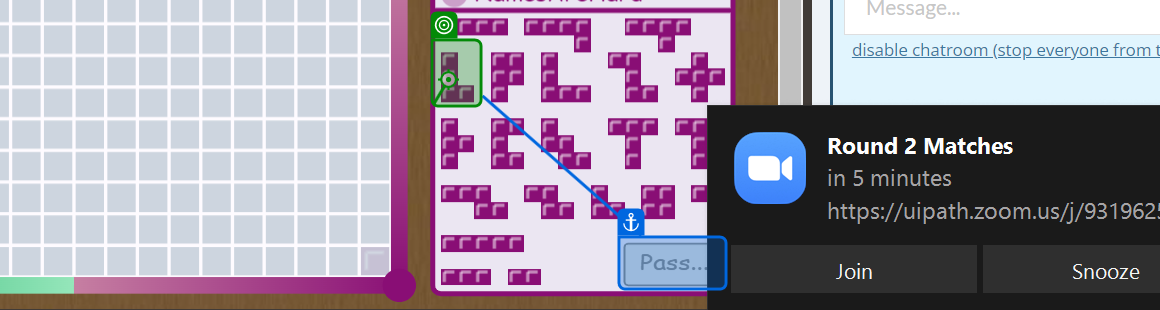 Message...
disable chatroom (stop everyone from t
Round 2 Matches
in 5 minutes
https://uipath.zoom.us/j/9319625
Pass...
Join
Snooze